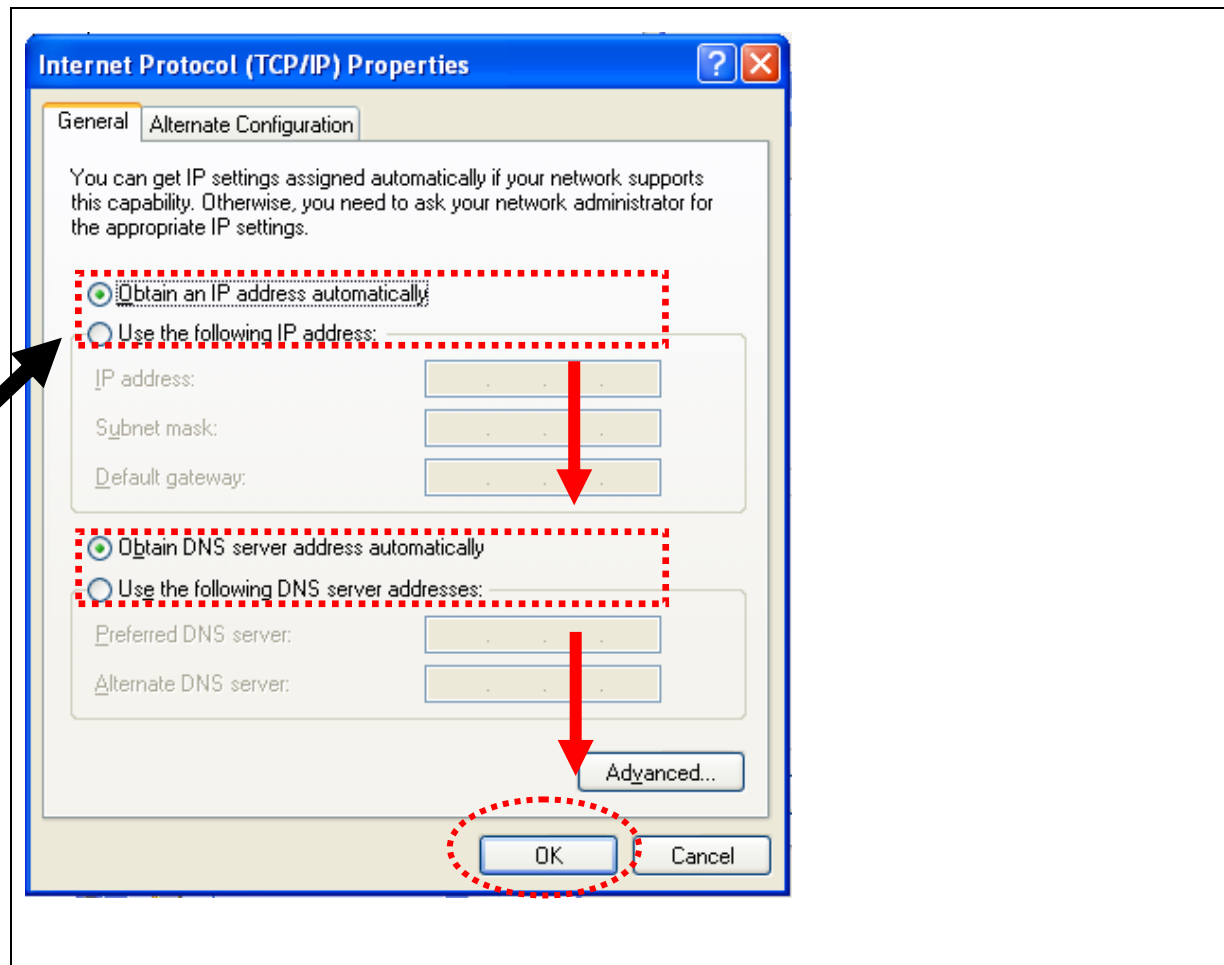 Internet Protocol (TCP/IP) Properties
General
Alternate Configuration
You can get IP settings assigned automatically if your network supports
this capability. Otherwise, you need to ask your network administrator for
the appropriate IP settings.
Obtain an IP address automatically
Use the following IP address:
IP address:
Subnet mask:
Default gateway:
Obtain DNS server address automatically
Use the following DNS server addresses:
Preferred DNS server:
Alternate DNS server:
Advanced...
OK
Cancel